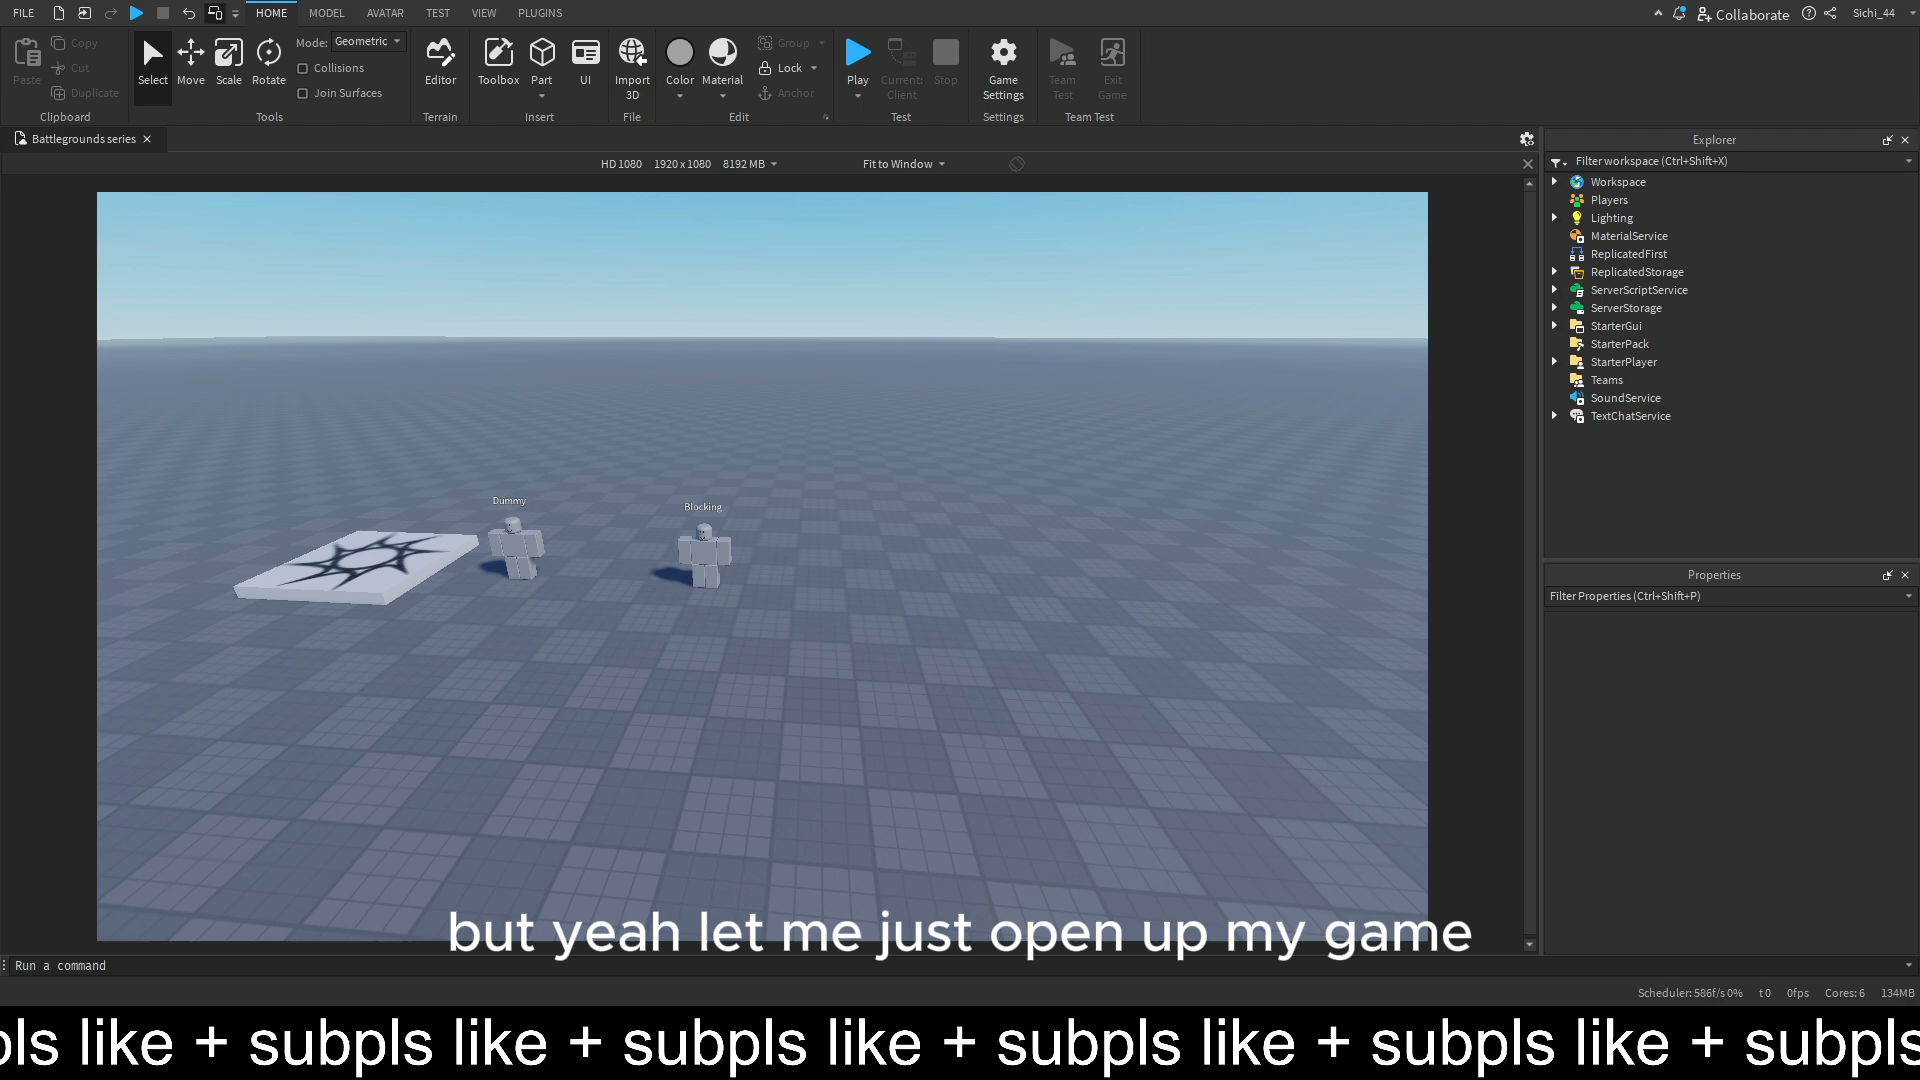 FILE HOME MODEL AVATAR TEST VIEW PLUGINS Collaborate Sichi_44
Paste Copy Cut Duplicate Clipboard
Select Move Scale Rotate Mode: Geometric Collisions Join Surfaces Tools
Editor Terrain
Toolbox Part UI Insert
Import 3D File
Color Material Group Lock Anchor Edit
Play Current: Client Stop Test
Game Settings Settings
Team Test Exit Game Team Test
Battlegrounds series
HD 1080 1920 x 1080 8192 MB Fit to Window
Dummy
Blocking
Explorer
Filter workspace (Ctrl+Shift+X)
Workspace
Players
Lighting
MaterialService
ReplicatedFirst
ReplicatedStorage
ServerScriptService
ServerStorage
StarterGui
StarterPack
StarterPlayer
Teams
SoundService
TextChatService
Properties
Filter Properties (Ctrl+Shift+P)
but yeah let me just open up my game
Run a command
Scheduler: 586f/s 0% t 0 0fps Cores: 6 134MB
pls like + subpls like + subpls like + subpls like + subpls like + subpls